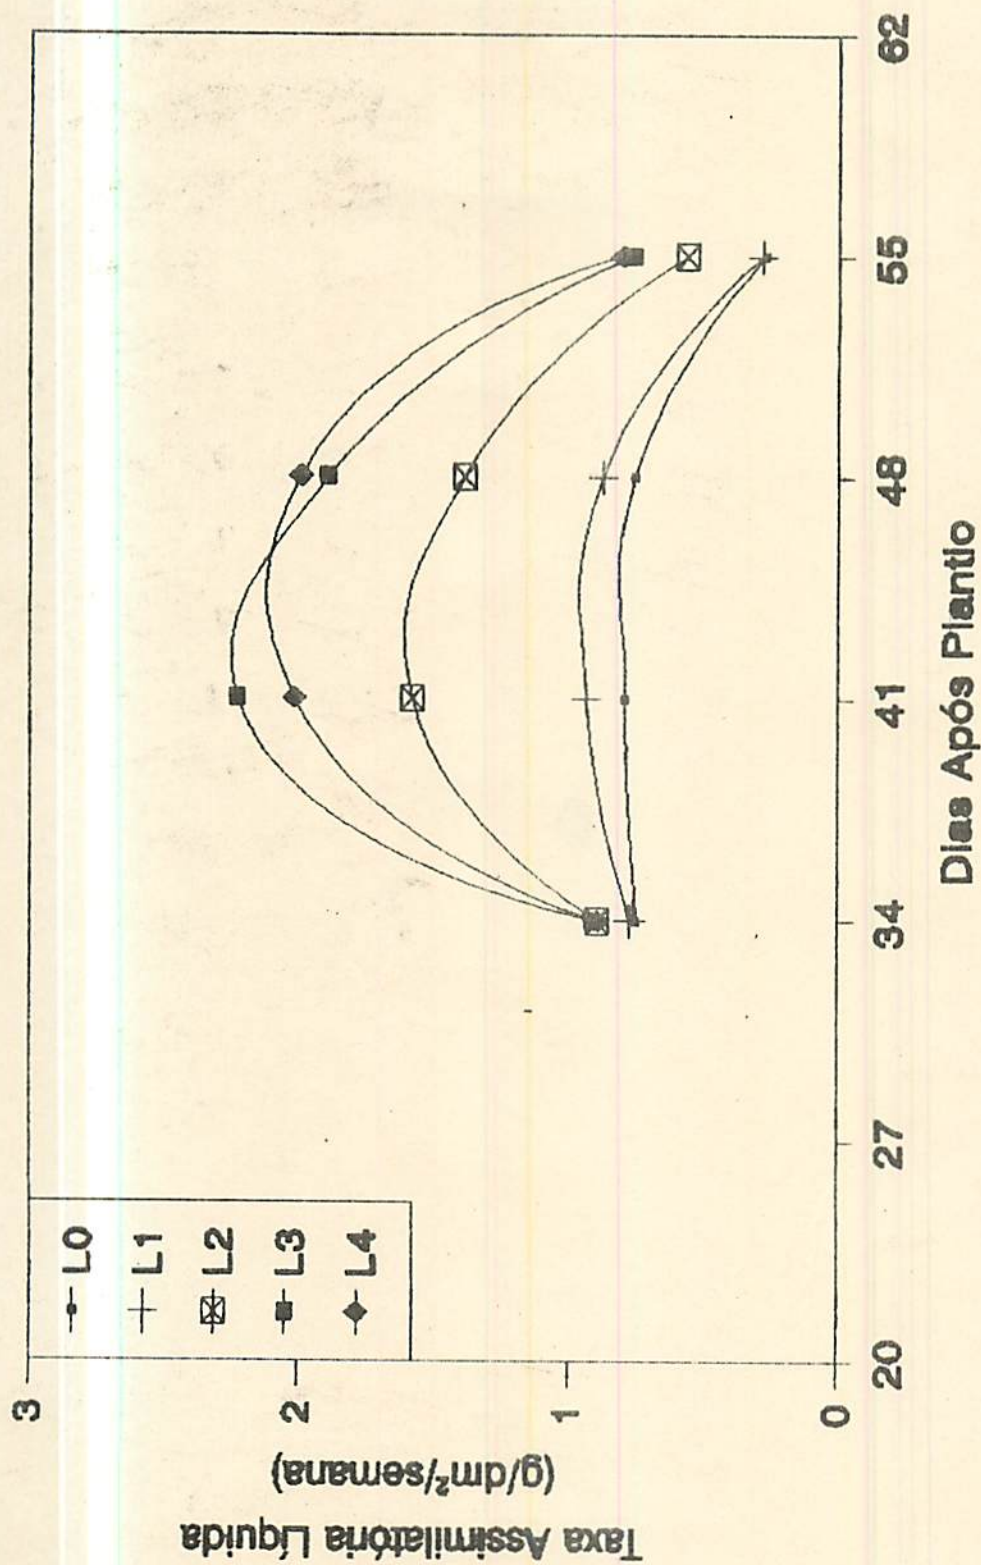 Taxa Assimilatória Líquida
(g/dm²/semana)
3
2
1
0
L0
L1
L2
L3
L4
20
27
34
41
48
55
62
Dias Após Plantio